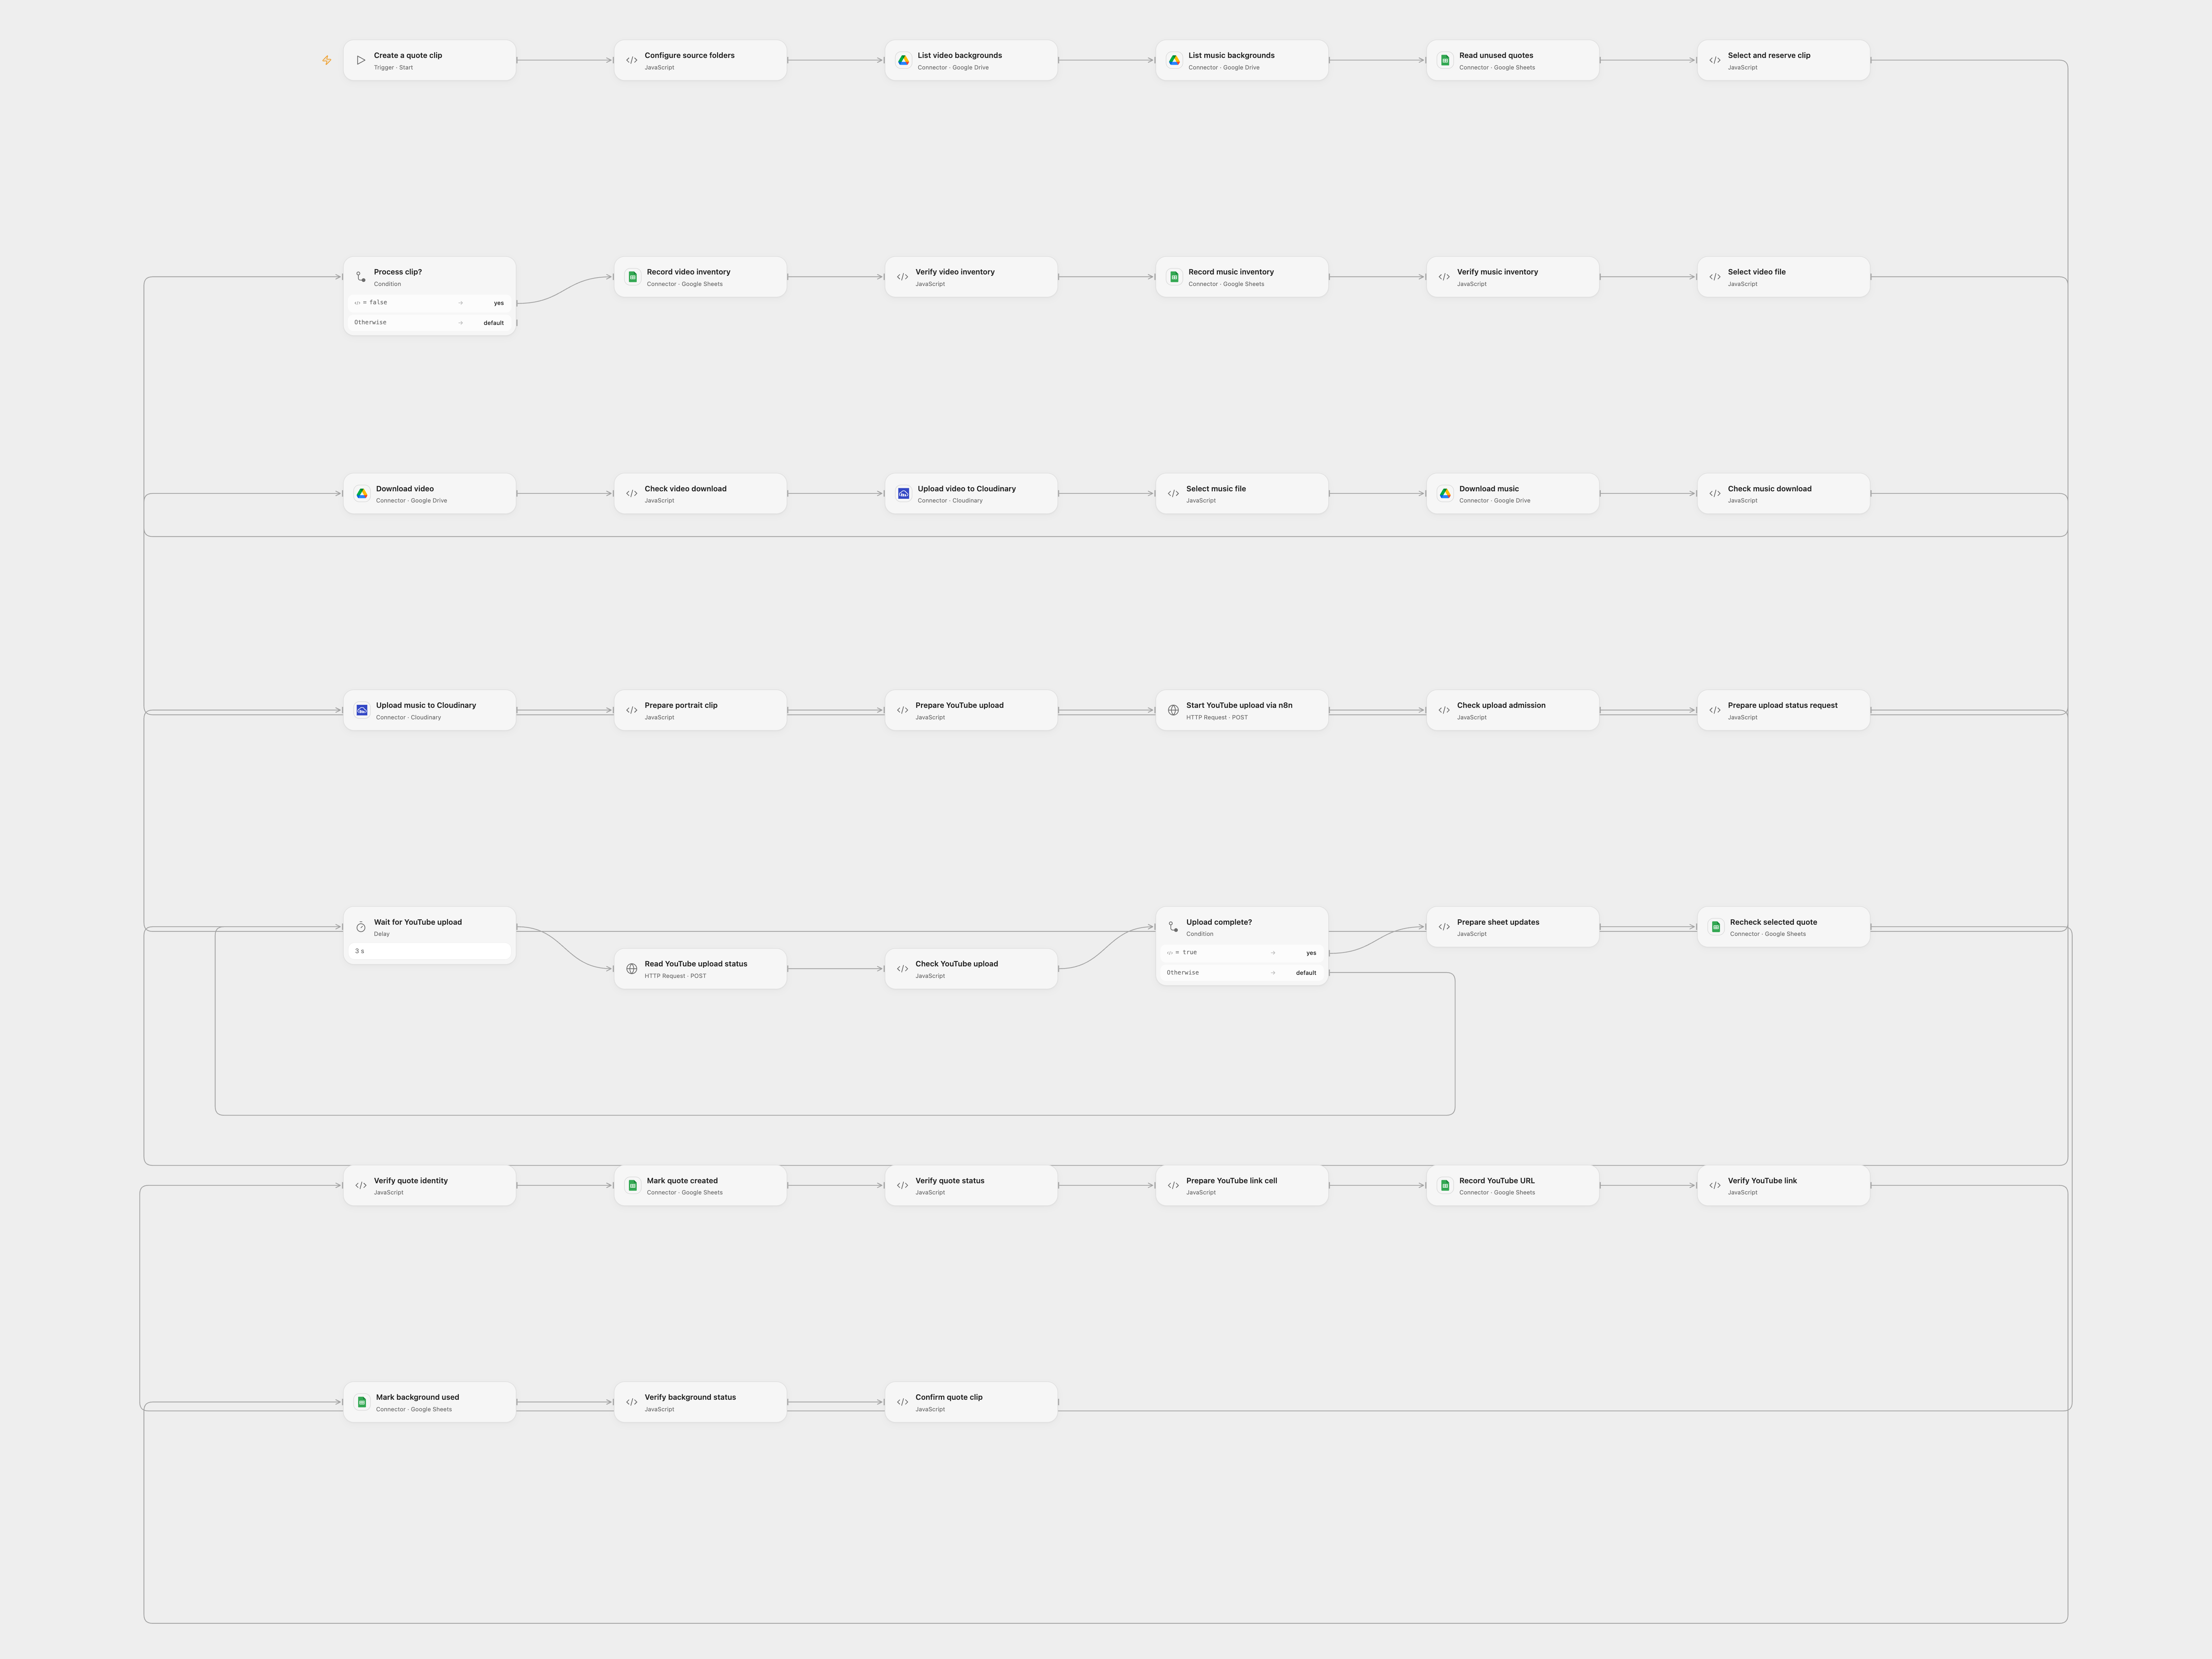 Create a quote clip
Trigger · Start
Configure source folders
JavaScript
List video backgrounds
Connector · Google Drive
List music backgrounds
Connector · Google Drive
Read unused quotes
Connector · Google Sheets
Select and reserve clip
JavaScript
Process clip?
Condition
</> = false → yes
Otherwise → default
Record video inventory
Connector · Google Sheets
Verify video inventory
JavaScript
Record music inventory
Connector · Google Sheets
Verify music inventory
JavaScript
Select video file
JavaScript
Download video
Connector · Google Drive
Check video download
JavaScript
Upload video to Cloudinary
Connector · Cloudinary
Select music file
JavaScript
Download music
Connector · Google Drive
Check music download
JavaScript
Upload music to Cloudinary
Connector · Cloudinary
Prepare portrait clip
JavaScript
Prepare YouTube upload
JavaScript
Start YouTube upload via n8n
HTTP Request · POST
Check upload admission
JavaScript
Prepare upload status request
JavaScript
Wait for YouTube upload
Delay
3 s
Read YouTube upload status
HTTP Request · POST
Check YouTube upload
JavaScript
Upload complete?
Condition
</> = true → yes
Otherwise → default
Prepare sheet updates
JavaScript
Recheck selected quote
Connector · Google Sheets
Verify quote identity
JavaScript
Mark quote created
Connector · Google Sheets
Verify quote status
JavaScript
Prepare YouTube link cell
JavaScript
Record YouTube URL
Connector · Google Sheets
Verify YouTube link
JavaScript
Mark background used
Connector · Google Sheets
Verify background status
JavaScript
Confirm quote clip
JavaScript